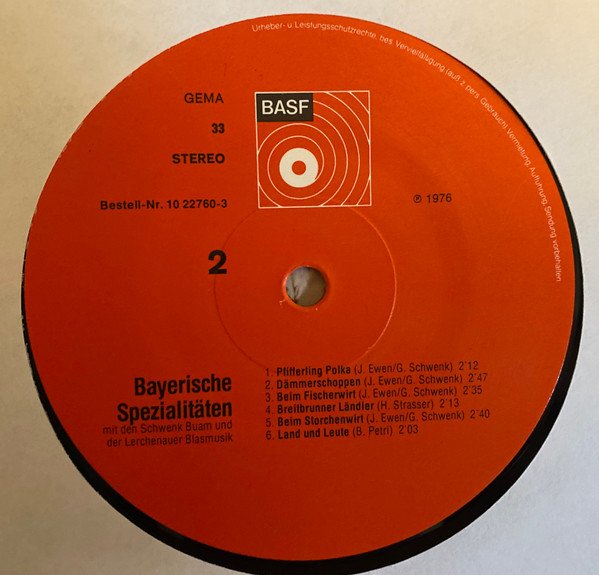 Urheber- u Leistungsschutzrechte, bes. Vervielfältigung (auß. z. pers. Gebrauch), Vermietung, Aufführung, Sendung vorbehalten
GEMA
BASF
33
STEREO
Bestell-Nr. 10 22760-3
℗ 1976
2
Bayerische
Spezialitäten
mit den Schwenk Buam und
der Lerchenauer Blasmusik
1. Pfifferling Polka (J. Ewen/G. Schwenk) 2'12
2. Dämmerschoppen (J. Ewen/G. Schwenk) 2'47
3. Beim Fischerwirt (J. Ewen/G. Schwenk) 2'35
4. Breitbrunner Ländler (H. Strasser) 2'13
5. Beim Storchenwirt (J. Ewen/G. Schwenk) 2'40
6. Land und Leute (B. Petri) 2'03